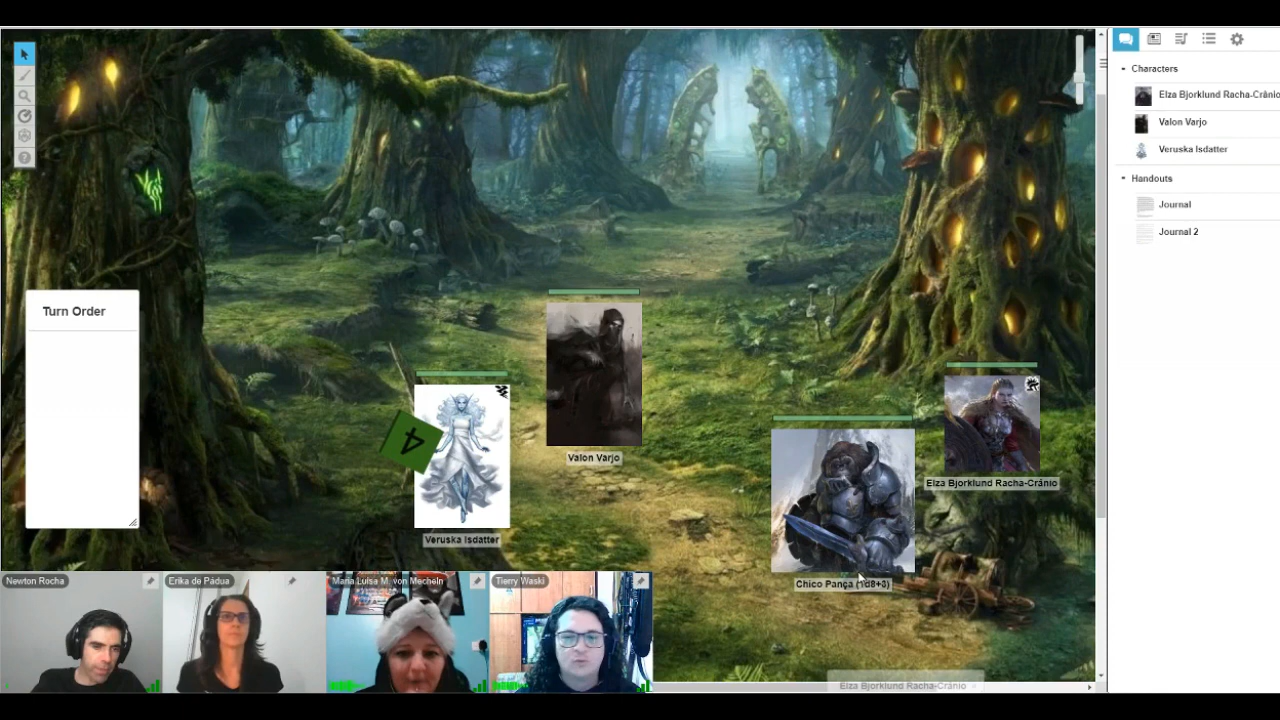 Characters
Elza Bjorklund Racha-Crânio
Valon Varjo
Veruska Isdatter
Handouts
Journal
Journal 2
Turn Order
4
Valon Varjo
Elza Bjorklund Racha-Crânio
Veruska Isdatter
Chico Pança (1d8+3)
Newton Rocha
Erika de Pádua
Maria Luisa M. von Mecheln
Tierry Waski
Elza Bjorklund Racha-Crânio